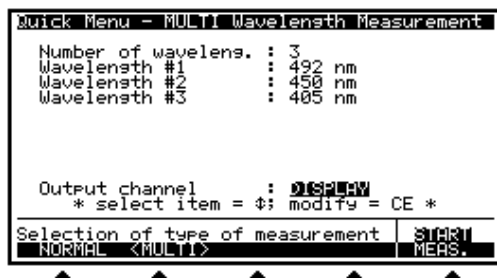 Quick Menu - MULTI Wavelength Measurement
Number of waveleng. : 3
Wavelength #1 : 492 nm
Wavelength #2 : 450 nm
Wavelength #3 : 405 nm
Output channel : DISPLAY
* select item = ⇕; modify = CE *
Selection of type of measurement START
NORMAL <MULTI> MEAS.